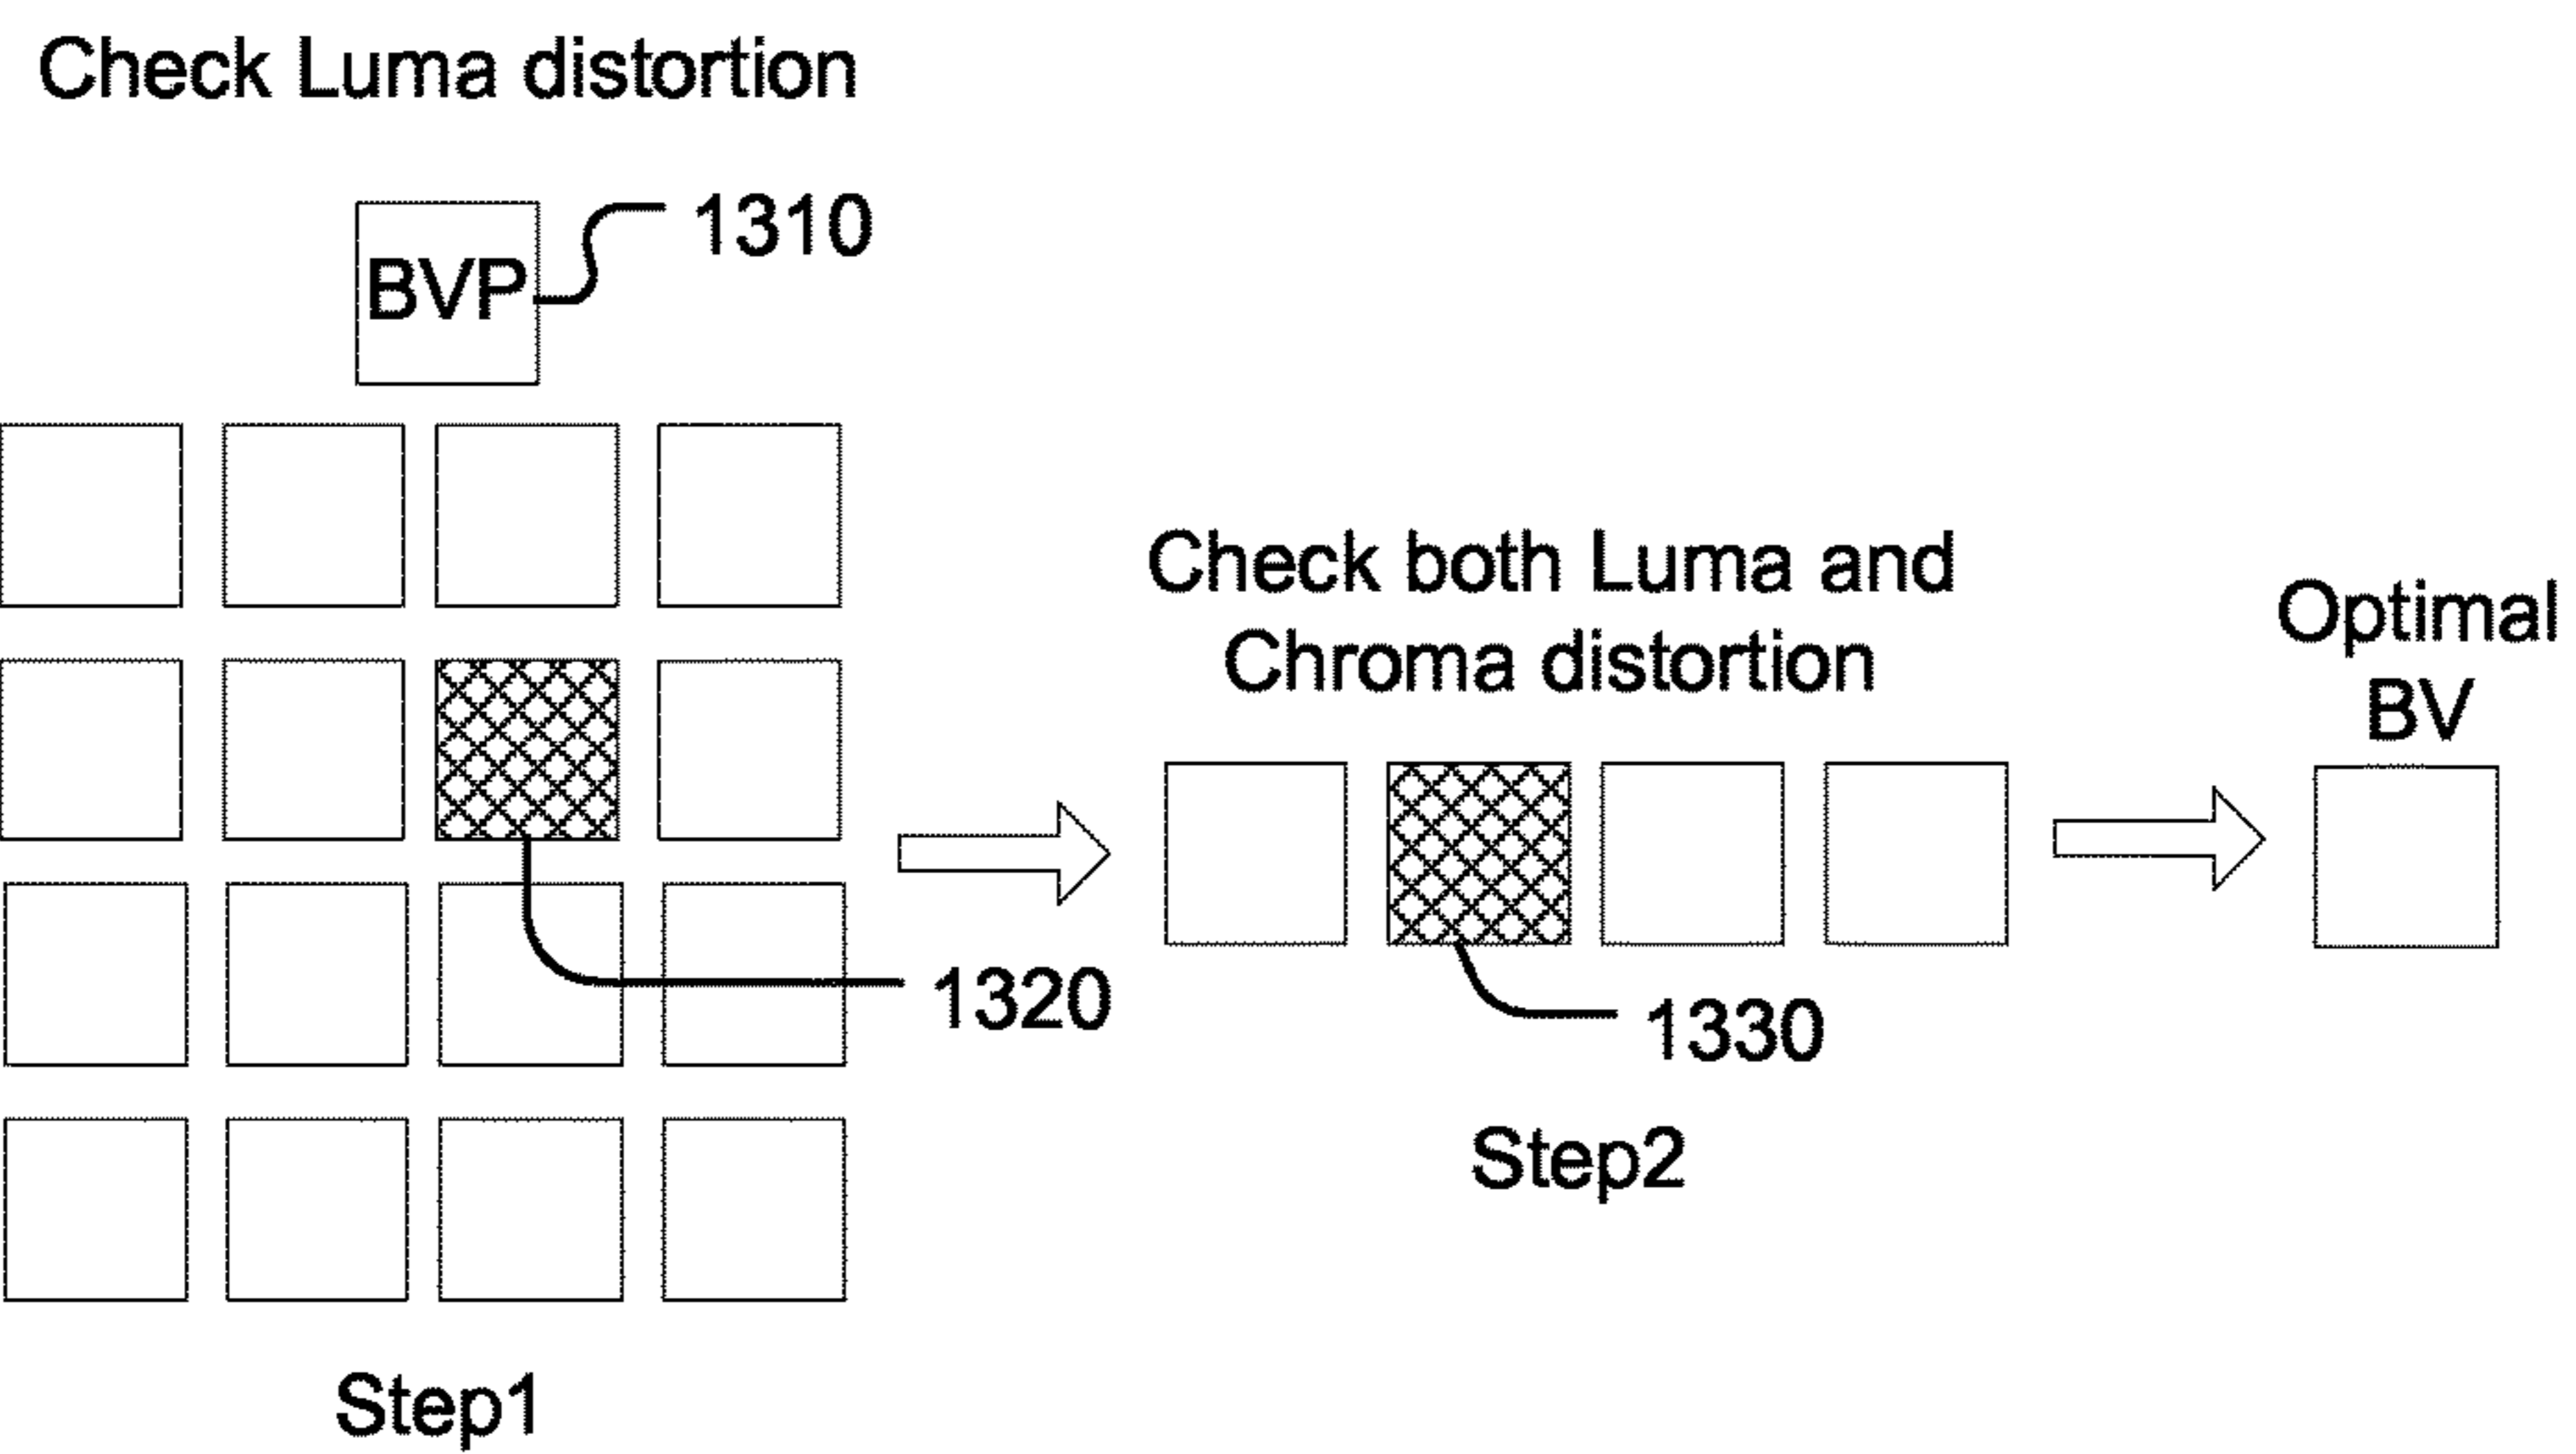 Check Luma distortion
1310
BVP
Check both Luma and
Chroma distortion
Optimal
BV
1320
1330
Step2
Step1